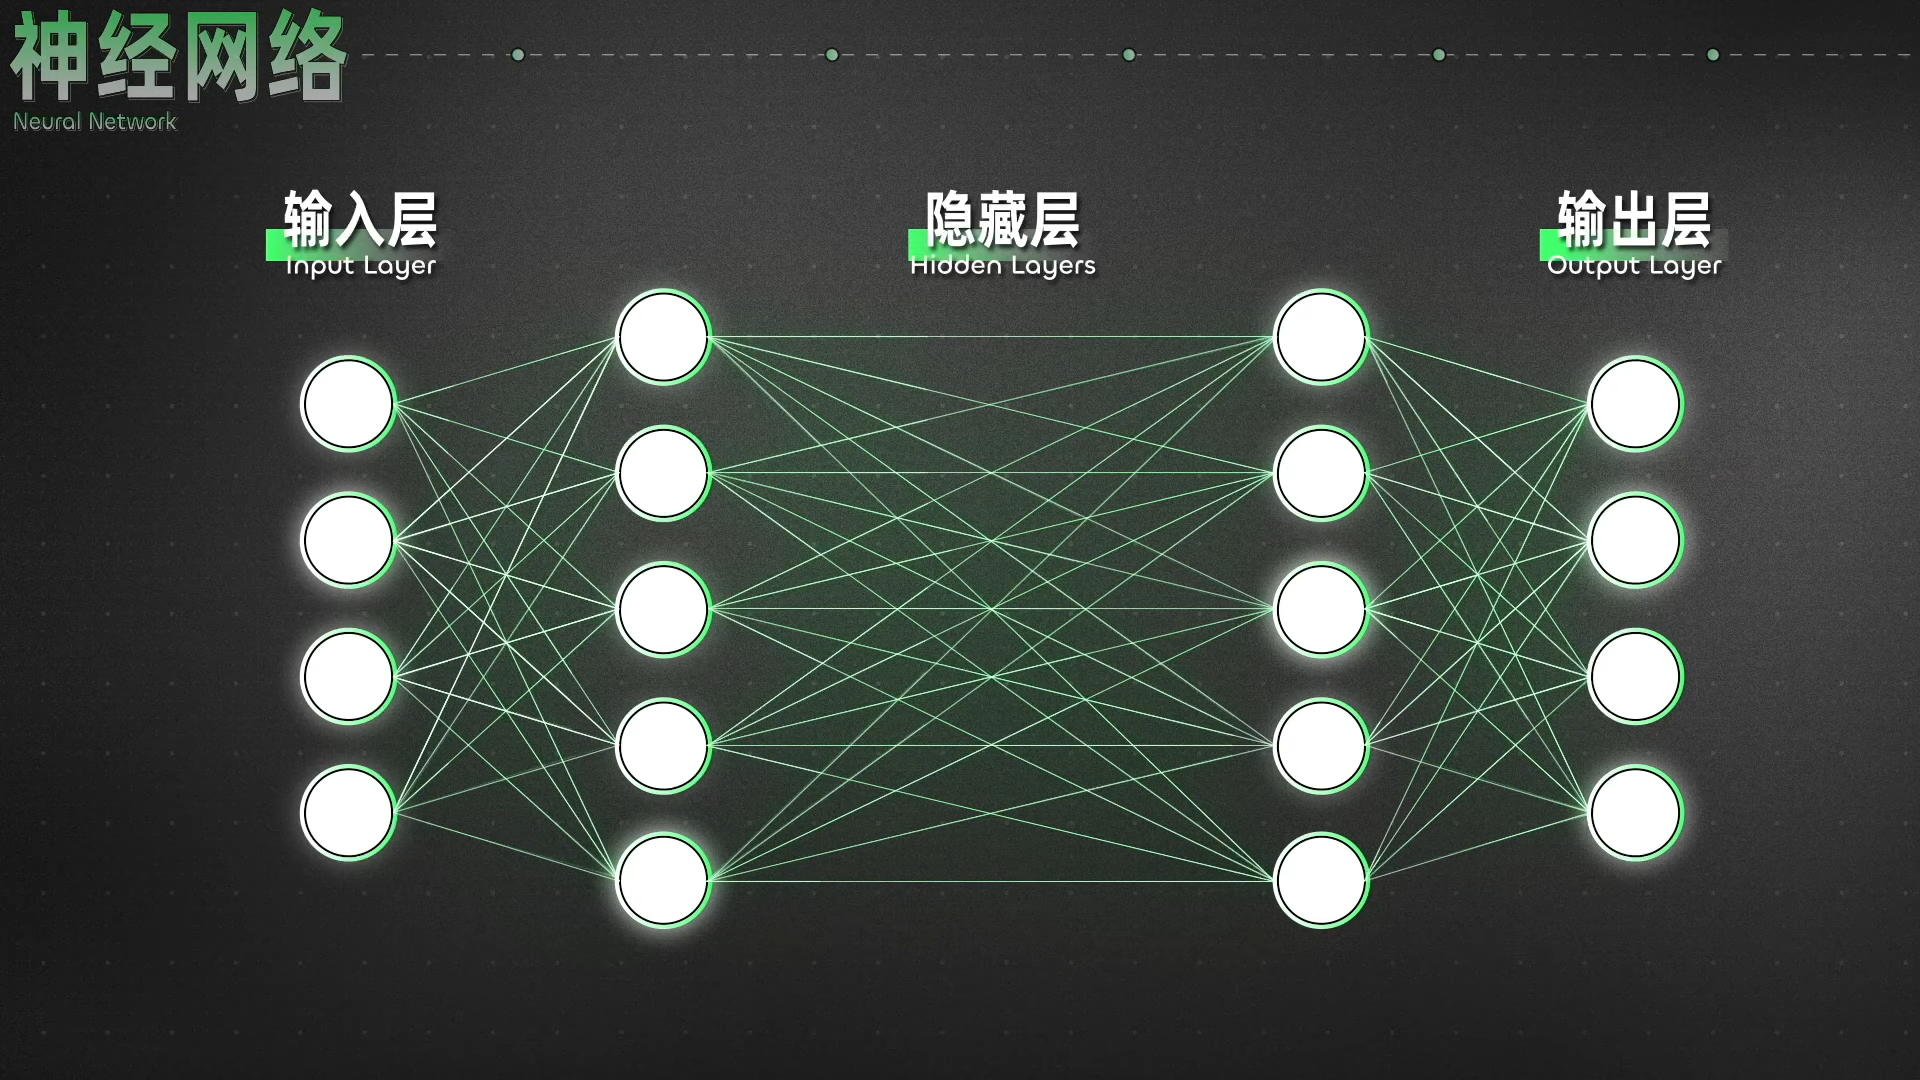 神经网络
Neural Network
输入层
Input Layer
隐藏层
Hidden Layers
输出层
Output Layer